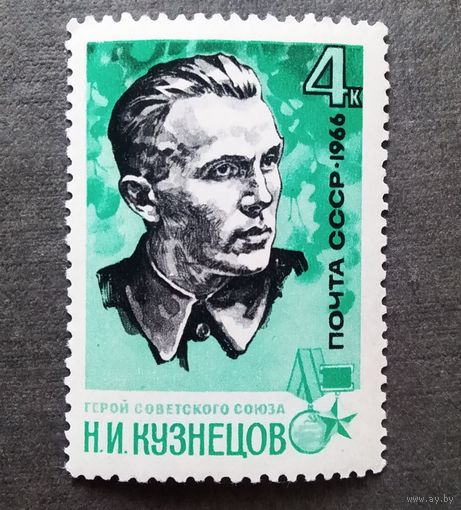 4к
ПОЧТА СССР·1966
ГЕРОЙ СОВЕТСКОГО СОЮЗА
Н.И.КУЗНЕЦОВ
www.ay.by